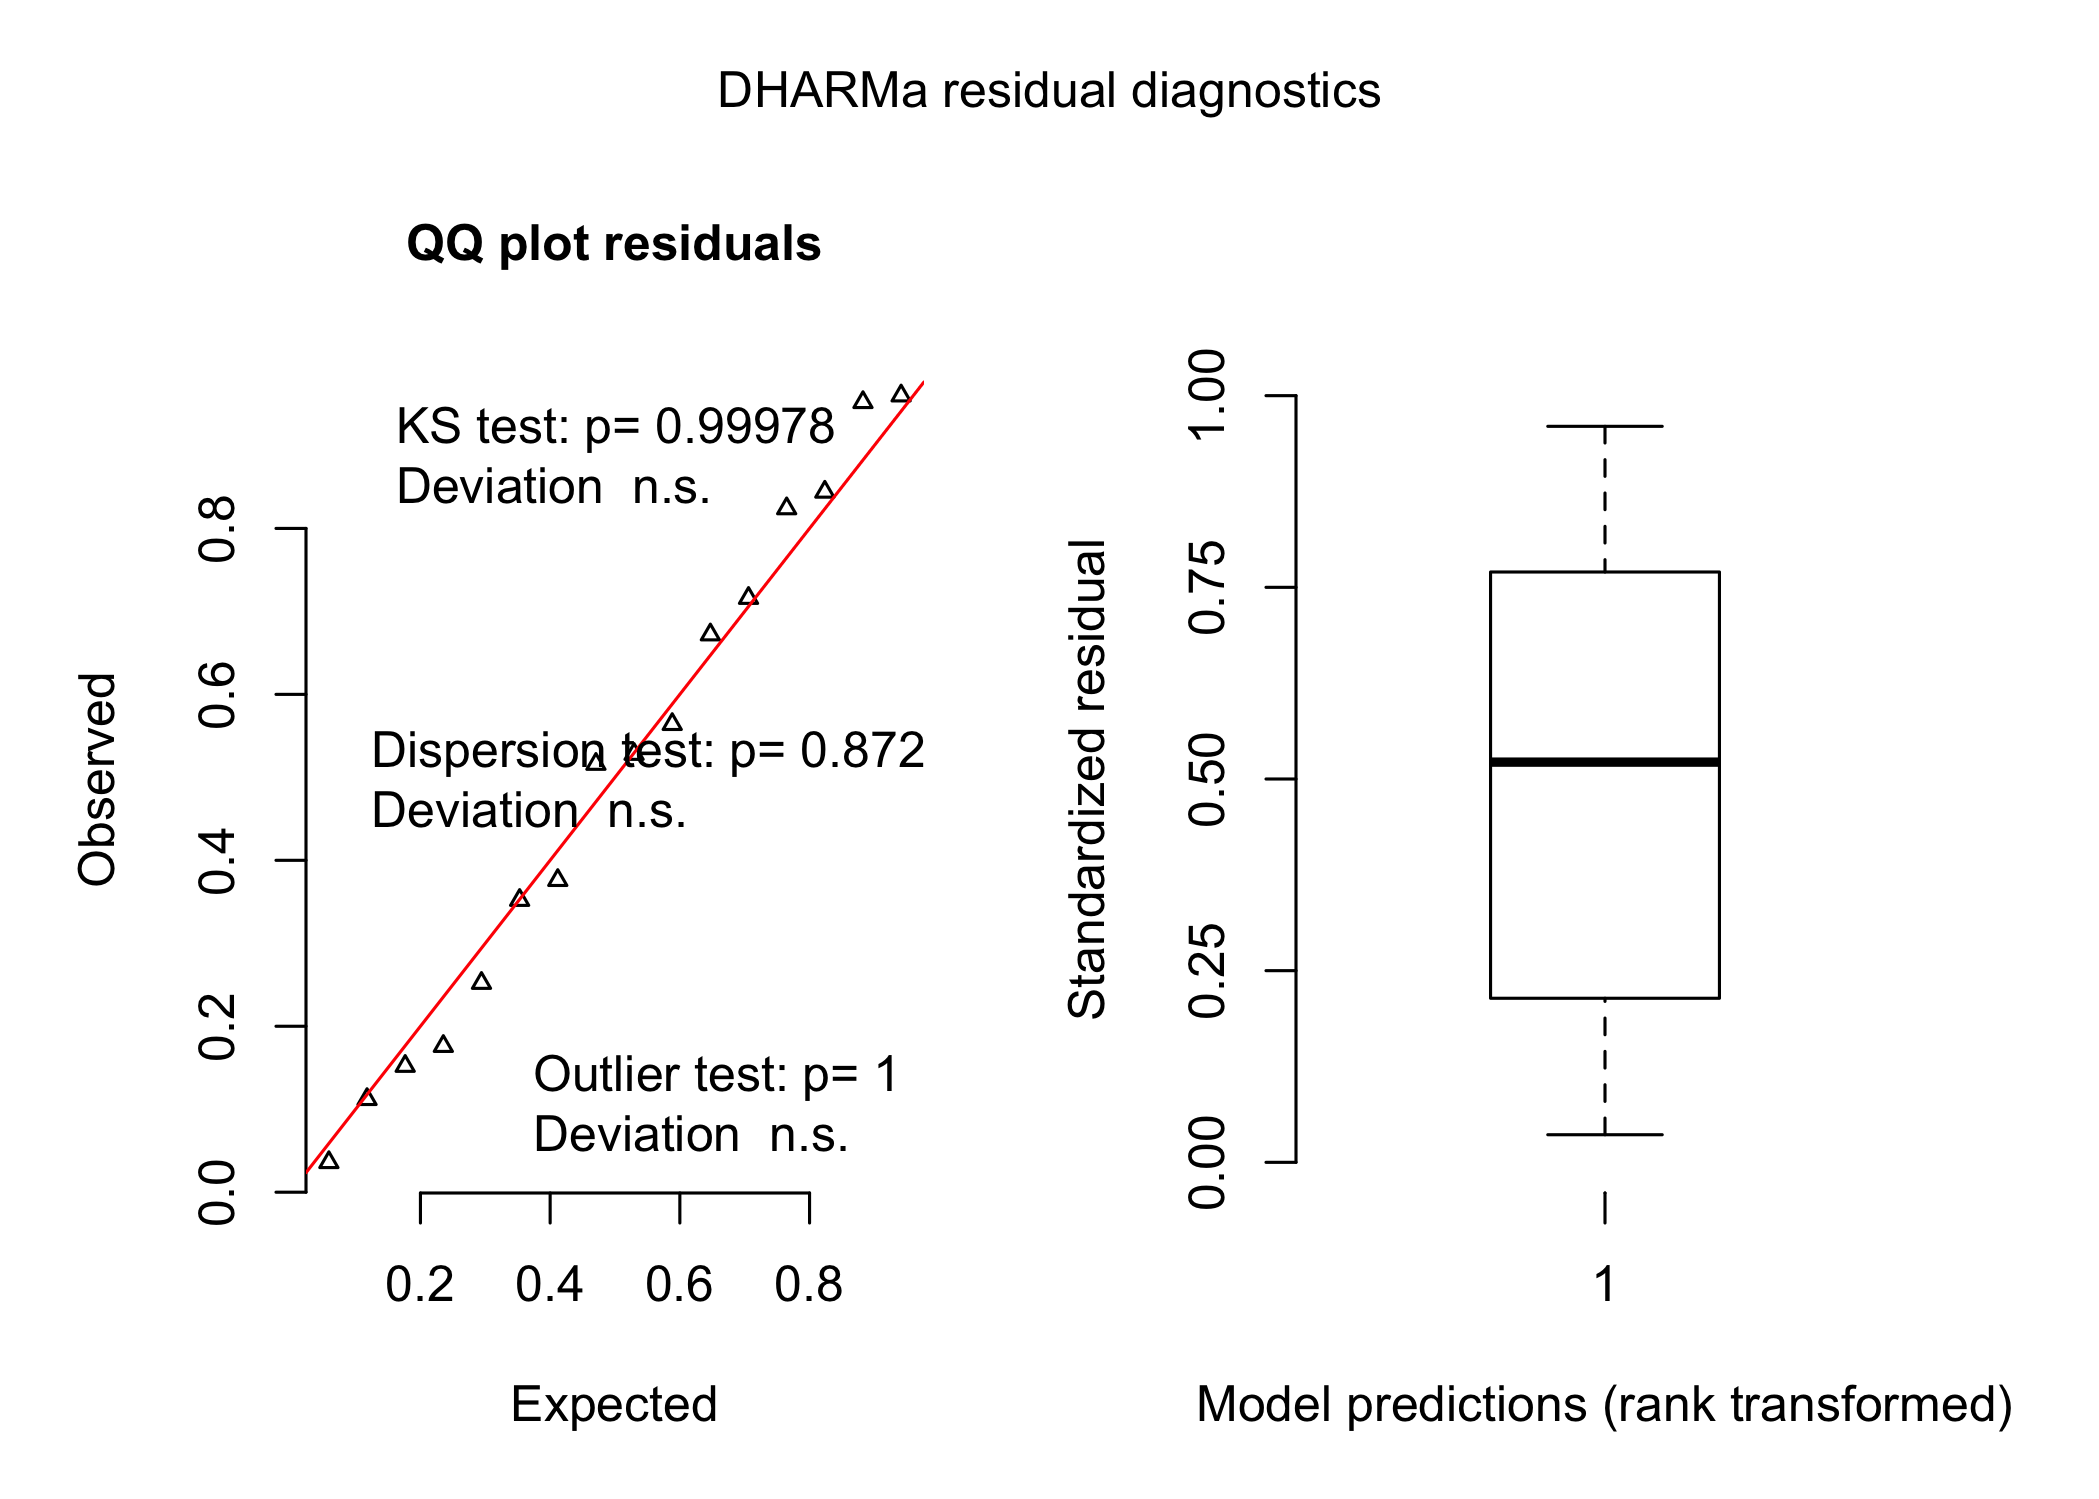 DHARMa residual diagnostics
QQ plot residuals
KS test: p= 0.99978
Deviation  n.s.
Dispersion test: p= 0.872
Deviation  n.s.
Outlier test: p= 1
Deviation  n.s.
Observed
0.0
0.2
0.4
0.6
0.8
0.2
0.4
0.6
0.8
Expected
Standardized residual
0.00
0.25
0.50
0.75
1.00
1
Model predictions (rank transformed)